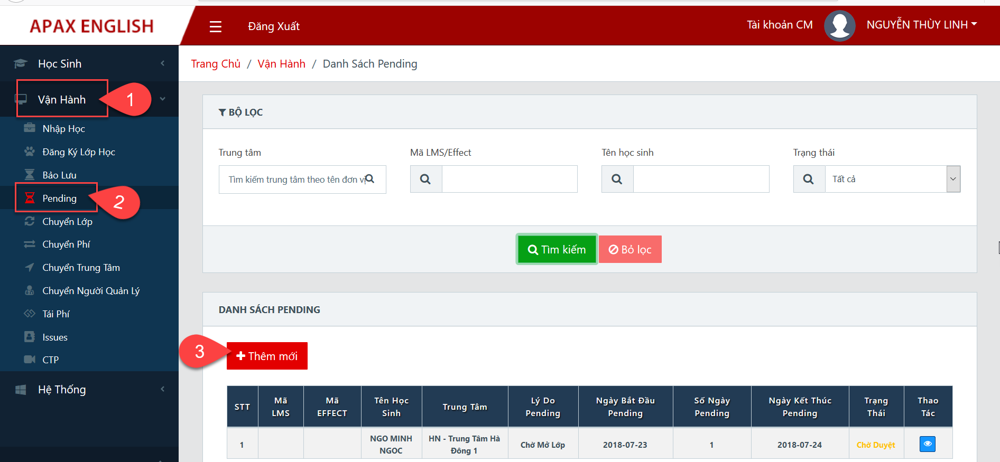 APAX ENGLISH
Đăng Xuất
Tài khoản CM
NGUYỄN THÙY LINH
Học Sinh
Vận Hành
1
Nhập Học
Đăng Ký Lớp Học
Bảo Lưu
Pending
2
Chuyển Lớp
Chuyển Phí
Chuyển Trung Tâm
Chuyển Người Quản Lý
Tái Phí
Issues
CTP
Hệ Thống
Trang Chủ / Vận Hành / Danh Sách Pending
BỘ LỌC
Trung tâm
Mã LMS/Effect
Tên học sinh
Trạng thái
Tìm kiếm trung tâm theo tên đơn vị
Tất cả
Tìm kiếm
Bỏ lọc
DANH SÁCH PENDING
3
Thêm mới
STT
Mã
LMS
Mã
EFFECT
Tên Học
Sinh
Trung Tâm
Lý Do
Pending
Ngày Bắt Đầu
Pending
Số Ngày
Pending
Ngày Kết Thúc
Pending
Trạng
Thái
Thao
Tác
1
NGO MINH
NGOC
HN - Trung Tâm Hà
Đông 1
Chờ Mở Lớp
2018-07-23
1
2018-07-24
Chờ Duyệt